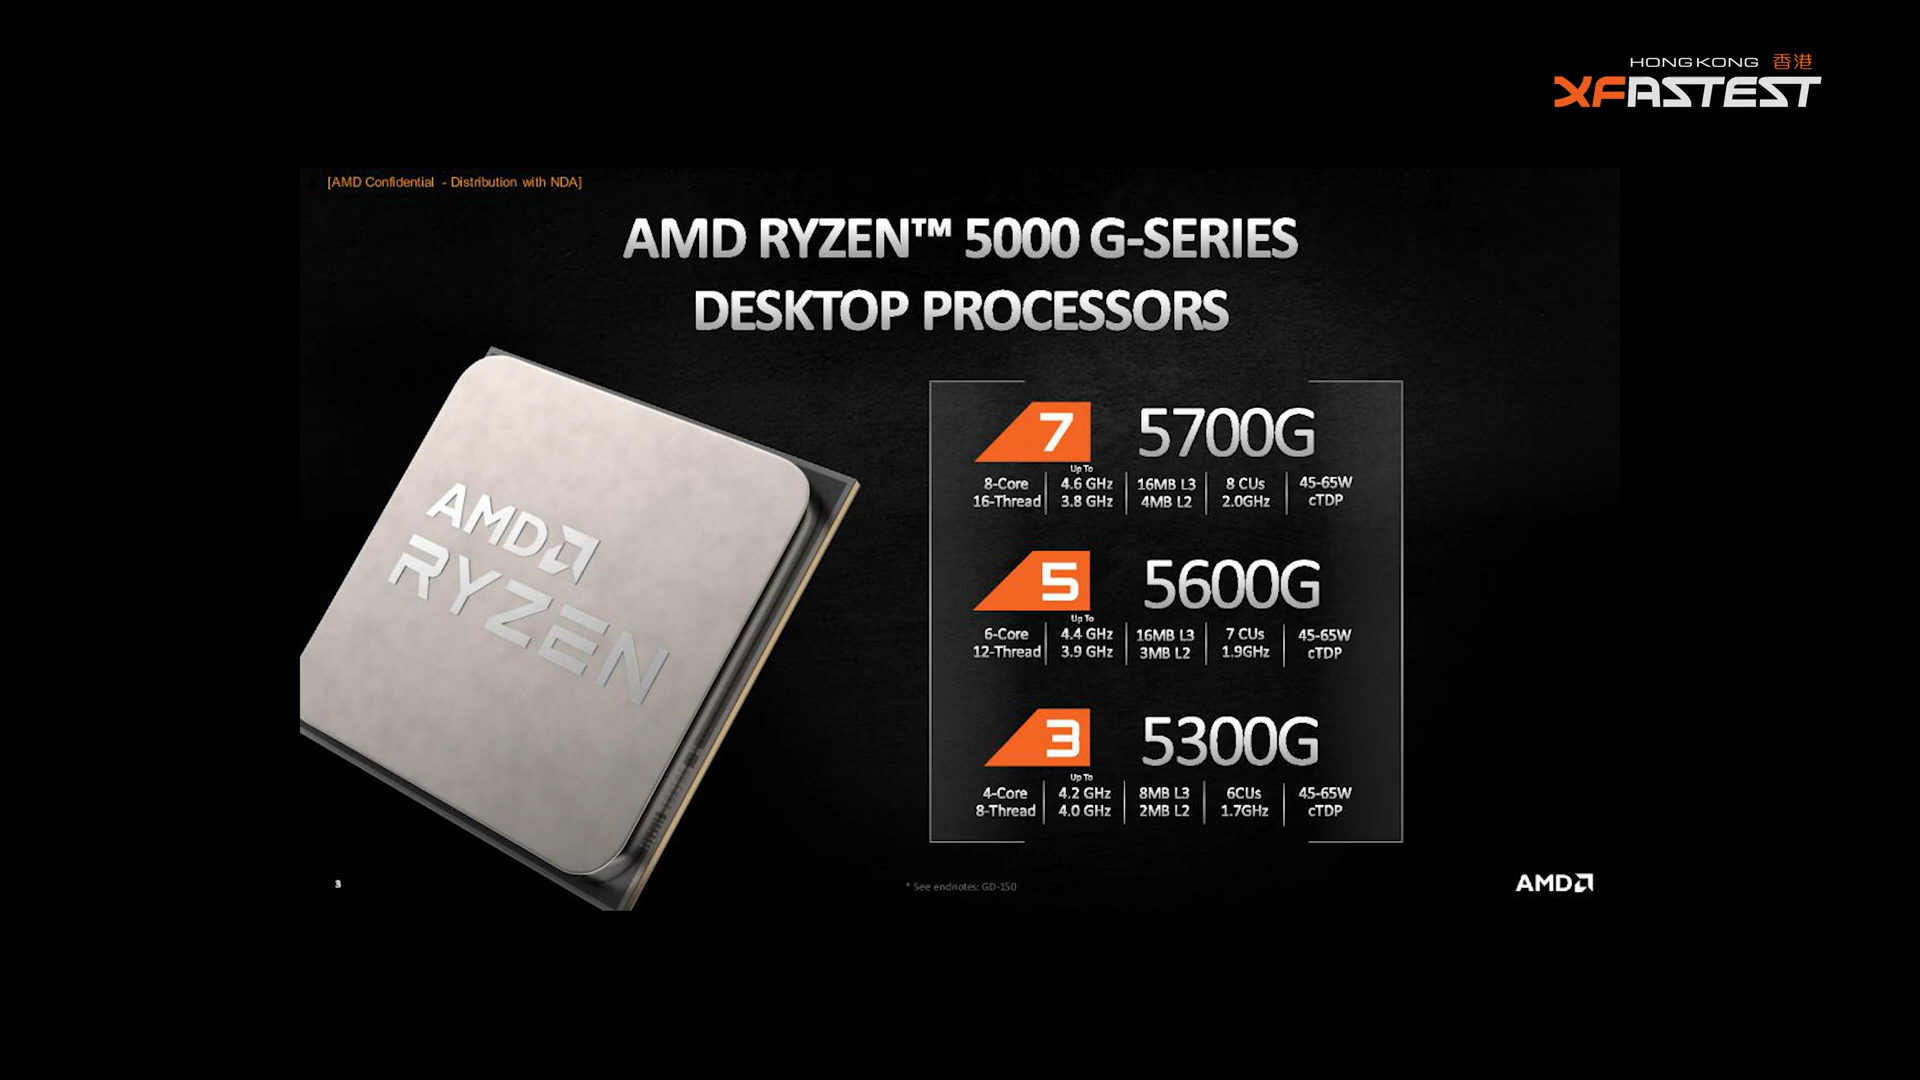 HONG KONG 香港
XFASTEST
[AMD Confidential - Distribution with NDA]
AMD RYZEN™ 5000 G-SERIES
DESKTOP PROCESSORS
AMD
RYZEN
7 5700G
8-Core
16-Thread
Up To
4.6 GHz
3.8 GHz
16MB L3
4MB L2
8 CUs
2.0GHz
45-65W
cTDP
5 5600G
6-Core
12-Thread
Up To
4.4 GHz
3.9 GHz
16MB L3
3MB L2
7 CUs
1.9GHz
45-65W
cTDP
3 5300G
4-Core
8-Thread
Up To
4.2 GHz
4.0 GHz
8MB L3
2MB L2
6CUs
1.7GHz
45-65W
cTDP
3
* See endnotes: GD-150
AMD